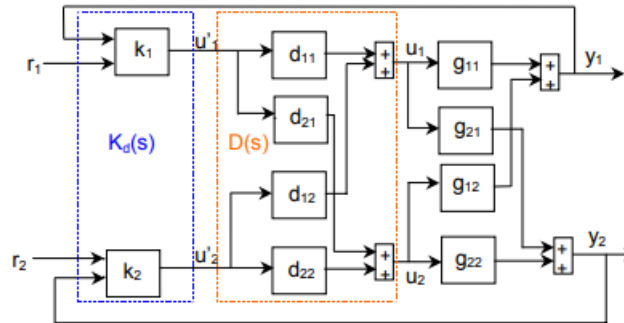 k1 u'1 d11 + + u1 g11 + + y1
r1
d21 g21
Kd(s) D(s)
d12 g12
r2 k2 u'2 d22 + + u2 g22 + + y2